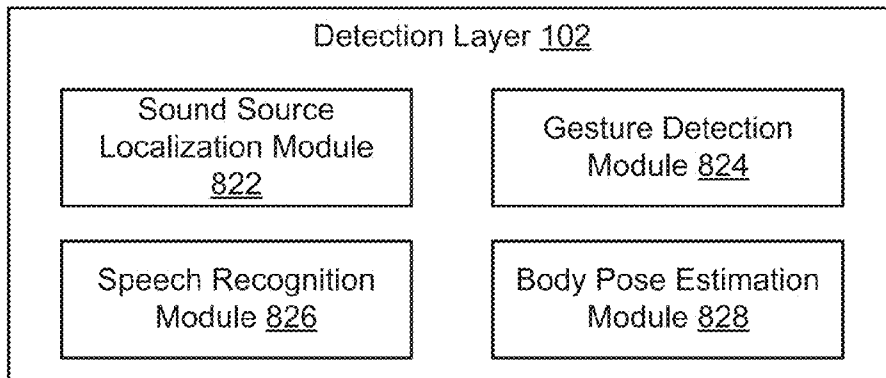 Detection Layer 102
Sound Source
Localization Module
822
Gesture Detection
Module 824
Speech Recognition
Module 826
Body Pose Estimation
Module 828